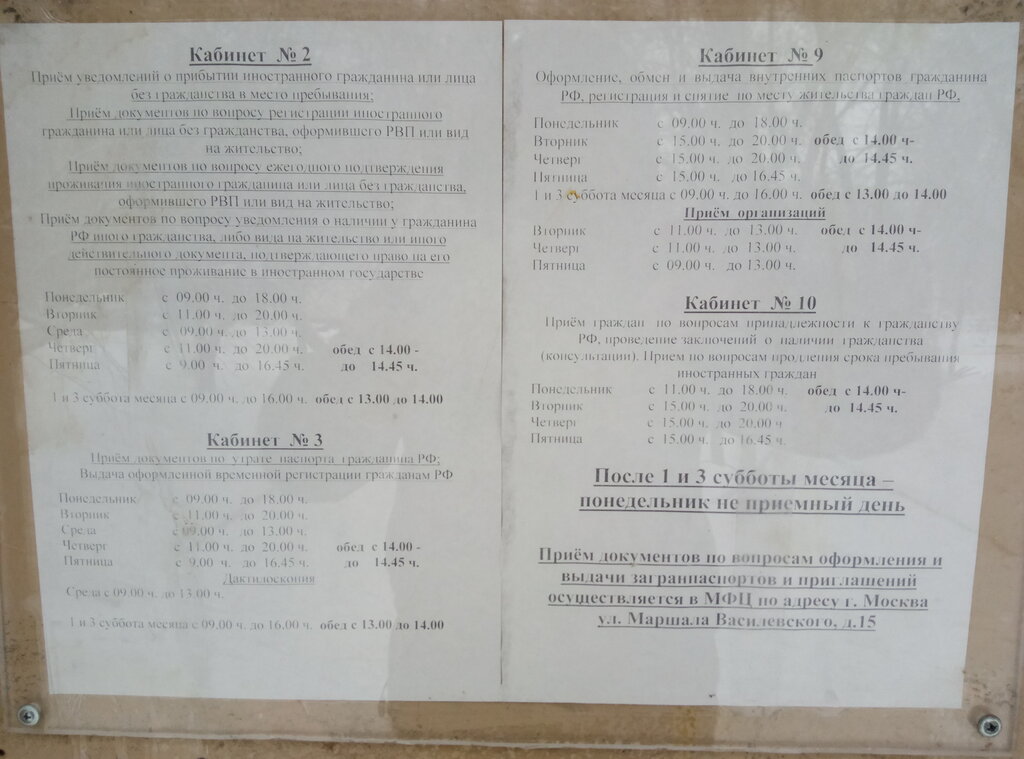 Кабинет № 2
Приём уведомлений о прибытии иностранного гражданина или лица
без гражданства в место пребывания;
Приём документов по вопросу регистрации иностранного
гражданина или лица без гражданства, оформившего РВП или вид
на жительство;
Приём документов по вопросу ежегодного подтверждения
проживания иностранного гражданина или лица без гражданства,
оформившего РВП или вид на жительство;
Приём документов по вопросу уведомления о наличии у гражданина
РФ иного гражданства, либо вида на жительство или иного
действительного документа, подтверждающего право на его
постоянное проживание в иностранном государстве
Понедельник с 09.00 ч. до 18.00 ч.
Вторник с 11.00 ч. до 20.00 ч.
Среда с 09.00 ч. до 13.00 ч.
Четверг с 11.00 ч. до 20.00 ч. обед с 14.00 -
Пятница с 9.00 ч. до 16.45 ч. до 14.45 ч.
1 и 3 суббота месяца с 09.00 ч. до 16.00 ч. обед с 13.00 до 14.00
Кабинет № 3
Приём документов по утрате паспорта гражданина РФ;
Выдача оформленной временной регистрации гражданам РФ
Понедельник с 09.00 ч. до 18.00 ч.
Вторник с 11.00 ч. до 20.00 ч.
Среда с 09.00 ч. до 13.00 ч.
Четверг с 11.00 ч. до 20.00 ч. обед с 14.00 -
Пятница с 9.00 ч. до 16.45 ч. до 14.45 ч.
Дактилоскопия
Среда с 09.00 ч. до 13.00 ч.
1 и 3 суббота месяца с 09.00 ч. до 16.00 ч. обед с 13.00 до 14.00
Кабинет № 9
Оформление, обмен и выдача внутренних паспортов гражданина
РФ, регистрация и снятие по месту жительства граждан РФ.
Понедельник с 09.00 ч. до 18.00 ч.
Вторник с 15.00 ч. до 20.00 ч. обед с 14.00 ч-
Четверг с 15.00 ч. до 20.00 ч. до 14.45 ч.
Пятница с 15.00 ч. до 16.45 ч.
1 и 3 суббота месяца с 09.00 ч. до 16.00 ч. обед с 13.00 до 14.00
Приём организаций
Вторник с 11.00 ч. до 13.00 ч. обед с 14.00 ч-
Четверг с 11.00 ч. до 13.00 ч. до 14.45 ч.
Пятница с 09.00 ч. до 13.00 ч.
Кабинет № 10
Приём граждан по вопросам принадлежности к гражданству
РФ, проведение заключений о наличии гражданства
(консультации). Прием по вопросам продления срока пребывания
иностранных граждан
Понедельник с 11.00 ч. до 18.00 ч. обед с 14.00 ч-
Вторник с 15.00 ч. до 20.00 ч. до 14.45 ч.
Четверг с 15.00 ч. до 20.00 ч
Пятница с 15.00 ч. до 16.45 ч.
После 1 и 3 субботы месяца –
понедельник не приемный день
Приём документов по вопросам оформления и
выдачи загранпаспортов и приглашений
осуществляется в МФЦ по адресу г. Москва
ул. Маршала Василевского, д.15